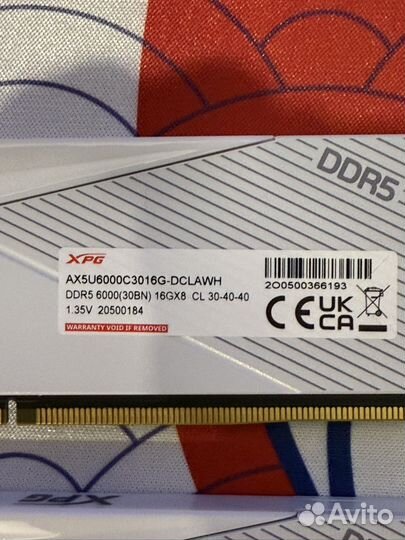 DDR5
XPG
AX5U6000C3016G-DCLAWH
DDR5 6000(30BN) 16GX8 CL 30-40-40
1.35V 20500184
WARRANTY VOID IF REMOVED
2O0500366193
CE UK CA
XPG
Avito